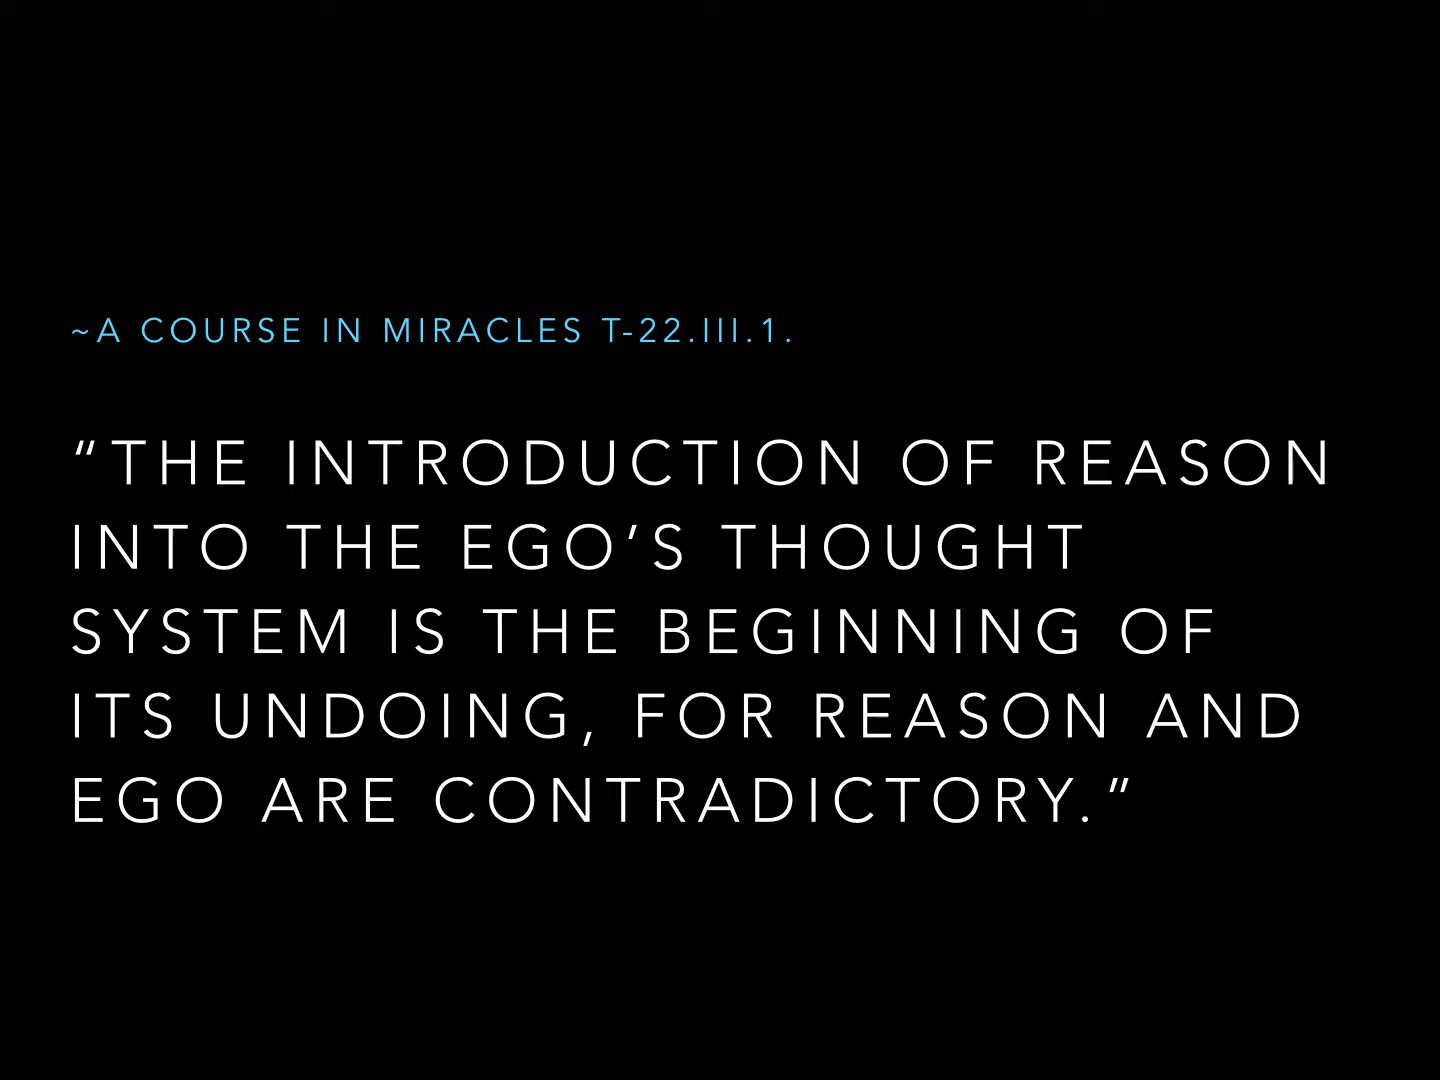 ~A COURSE IN MIRACLES T-22.III.1.
“THE INTRODUCTION OF REASON
INTO THE EGO’S THOUGHT
SYSTEM IS THE BEGINNING OF
ITS UNDOING, FOR REASON AND
EGO ARE CONTRADICTORY.”